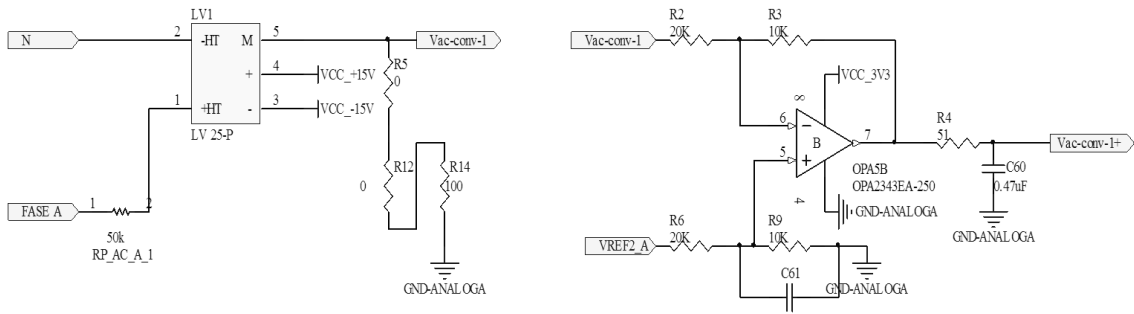 LV1
N
2
-HT
M
5
Vac-conv-1
R5
0
+
4
VCC_+15V
1
+HT
-
3
VCC_-15V
LV 25-P
R12
0
R14
100
FASE A
1
2
50k
RP_AC_A_1
GND-ANALOGA
Vac-conv-1
R2
20K
R3
10K
VCC_3V3
8
6
−
B
7
5
+
R4
51
Vac-conv-1+
OPA5B
OPA2343EA-250
C60
0.47uF
4
GND-ANALOGA
GND-ANALOGA
VREF2_A
R6
20K
R9
10K
C61
GND-ANALOGA